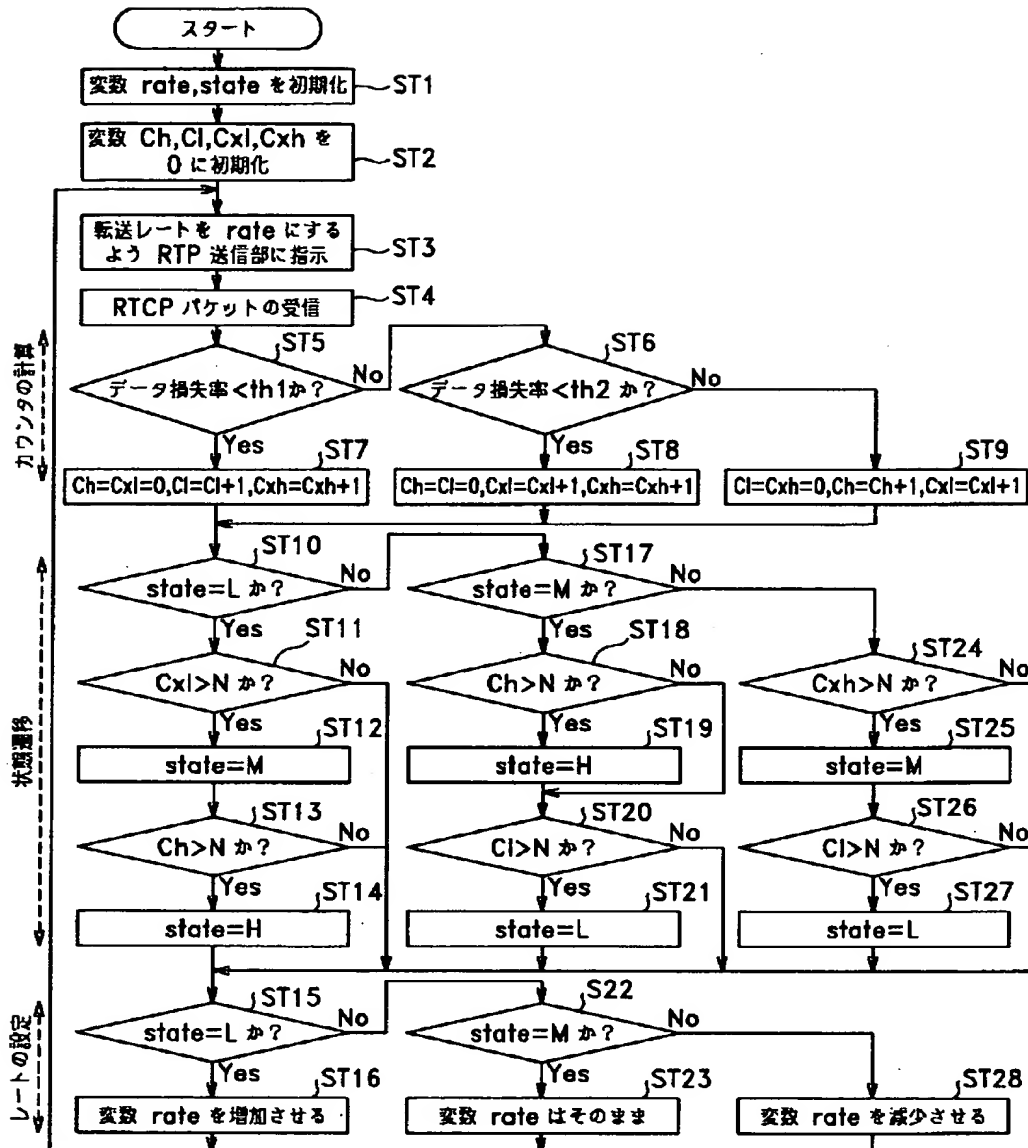 スタート
変数 rate,state を初期化
ST1
変数 Ch,Cl,Cxl,Cxh を
0 に初期化
ST2
転送レートを rate にする
よう RTP 送信部に指示
ST3
RTCP パケットの受信
ST4
カウンタの計算
ST5
データ損失率<th1か?
No
Yes
ST6
データ損失率<th2 か?
No
Yes
ST7
Ch=Cxl=0,Cl=Cl+1,Cxh=Cxh+1
ST8
Ch=Cl=0,Cxl=Cxl+1,Cxh=Cxh+1
ST9
Cl=Cxh=0,Ch=Ch+1,Cxl=Cxl+1
状態遷移
ST10
state=L か?
No
Yes
ST17
state=M か?
No
Yes
ST11
Cxl>N か?
No
Yes
ST18
Ch>N か?
No
Yes
ST24
Cxh>N か?
No
Yes
ST12
state=M
ST19
state=H
ST25
state=M
ST13
Ch>N か?
No
Yes
ST20
Cl>N か?
No
Yes
ST26
Cl>N か?
No
Yes
ST14
state=H
ST21
state=L
ST27
state=L
レートの設定
ST15
state=L か?
No
Yes
S22
state=M か?
No
Yes
ST16
変数 rate を増加させる
ST23
変数 rate はそのまま
ST28
変数 rate を減少させる